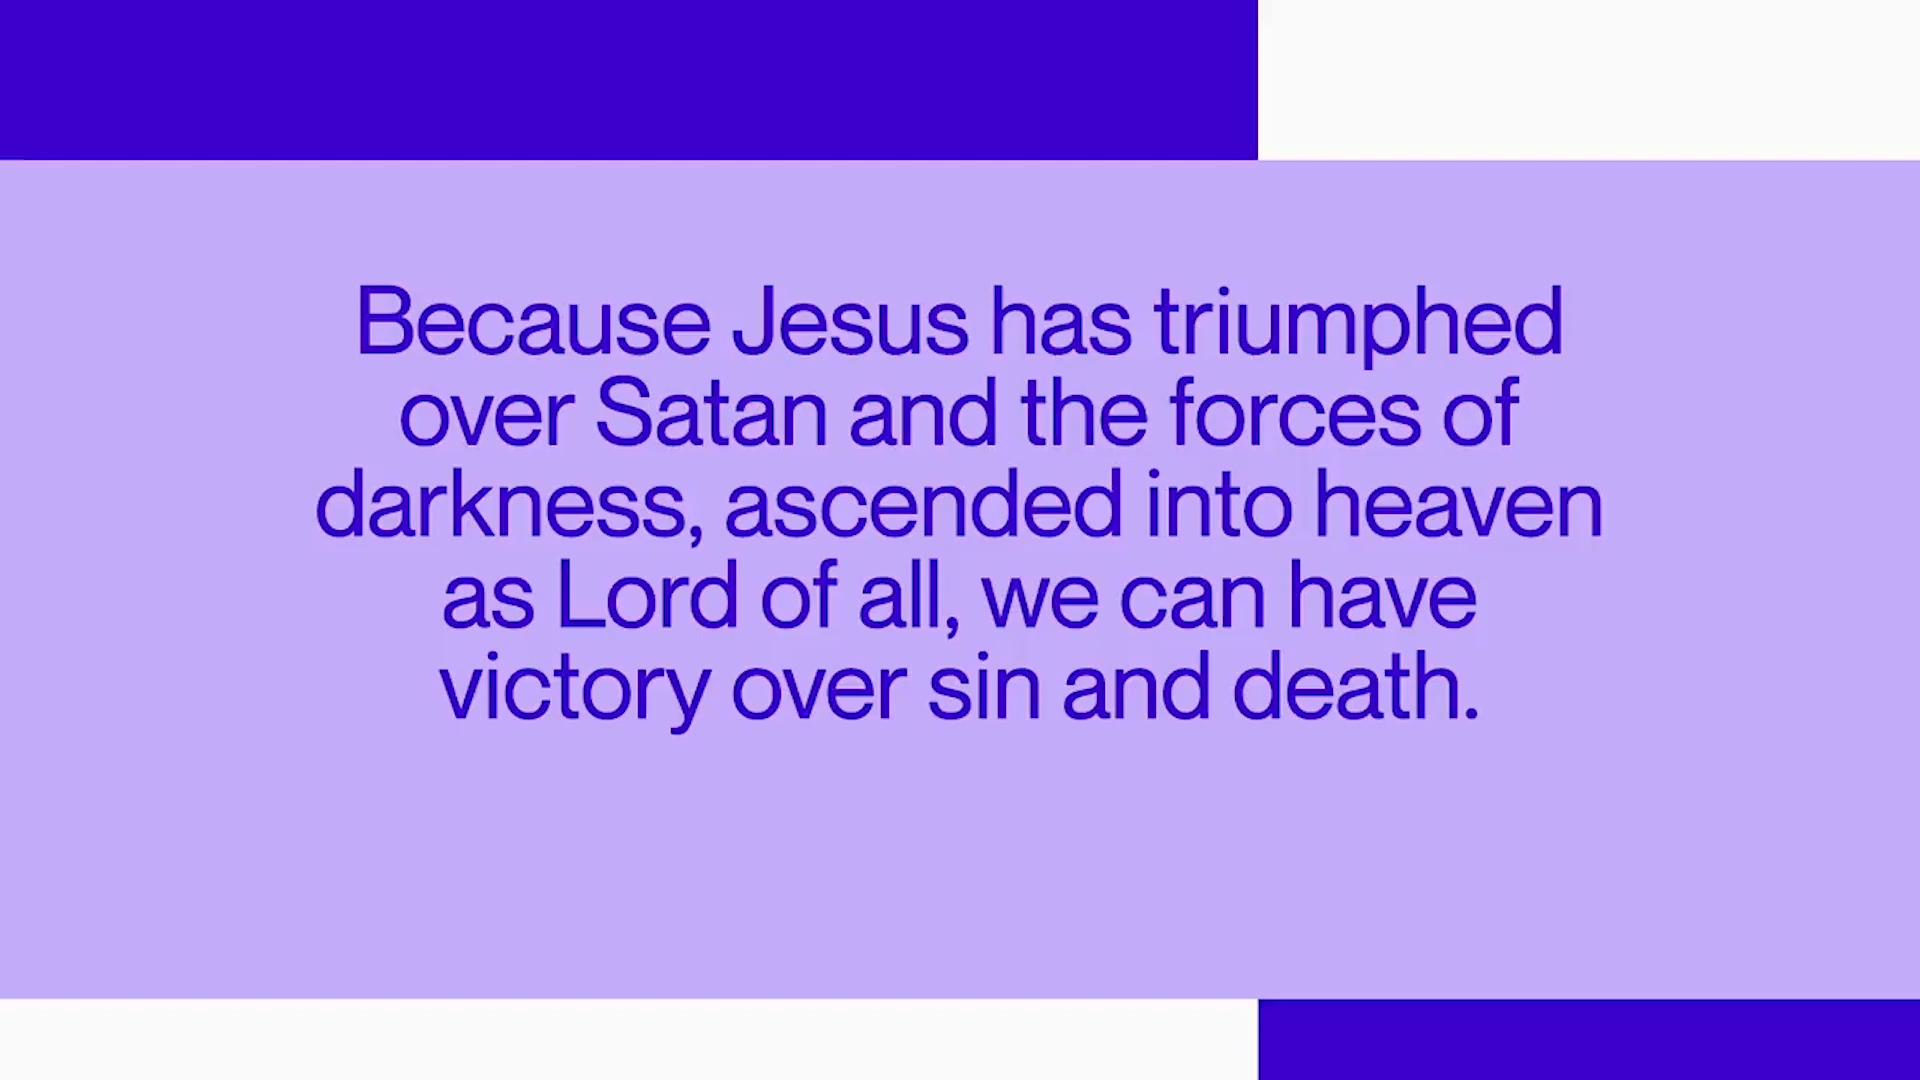 Because Jesus has triumphed
over Satan and the forces of
darkness, ascended into heaven
as Lord of all, we can have
victory over sin and death.